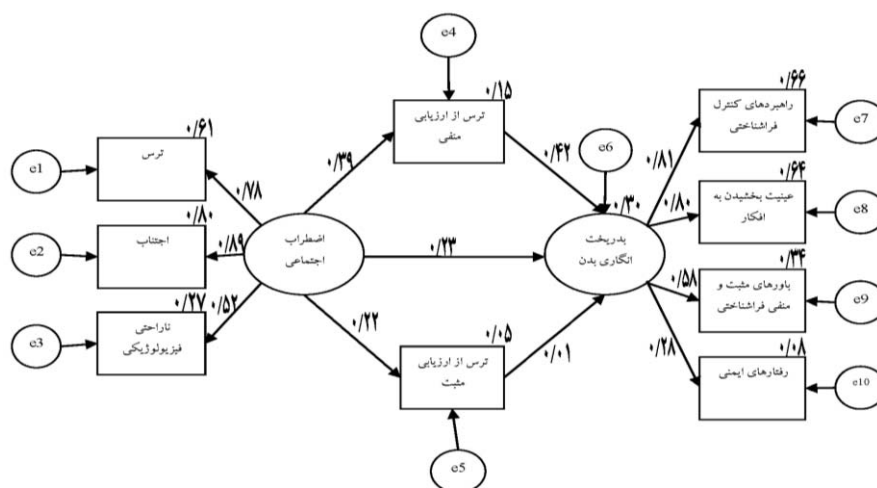 e4
۰/۱۵
ترس از ارزیابی
منفی
۰/۶۶
راهبردهای کنترل
فراشناختی
e7
۰/۶۱
ترس
e1
۰/۳۹
۰/۴۲
e6
۰/۸۱
۰/۷۸
۰/۶۴
عینیت بخشیدن به
افکار
e8
۰/۸۰
۰/۳۰
۰/۸۰
اجتناب
e2
۰/۸۹
اضطراب
اجتماعی
۰/۲۳
بدریخت
انگاری بدن
۰/۳۴
باورهای مثبت و
منفی فراشناختی
e9
۰/۵۸
۰/۲۷
ناراحتی
فیزیولوژیکی
e3
۰/۵۲
۰/۲۲
۰/۰۵
ترس از ارزیابی
مثبت
۰/۰۱
۰/۲۸
۰/۰۸
رفتارهای ایمنی
e10
e5